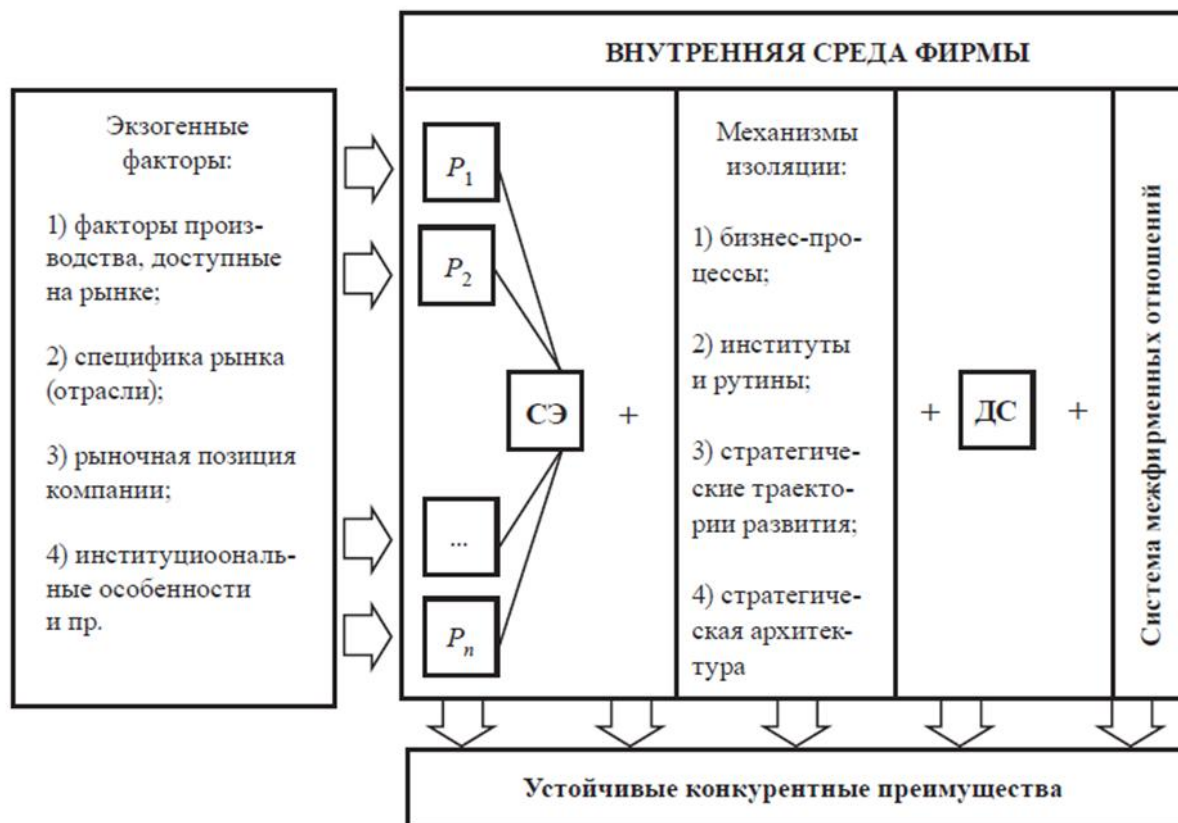 ВНУТРЕННЯЯ СРЕДА ФИРМЫ
Экзогенные
факторы:
1) факторы произ-
водства, доступные
на рынке;
2) специфика рынка
(отрасли);
3) рыночная позиция
компании;
4) институциоональ-
ные особенности
и пр.
P1
P2
...
Pn
СЭ
+
Механизмы
изоляции:
1) бизнес-про-
цессы;
2) институты
и рутины;
3) стратегиче-
ские траекто-
рии развития;
4) стратегиче-
ская архитек-
тура
+
ДС
+
Система межфирменных отношений
Устойчивые конкурентные преимущества